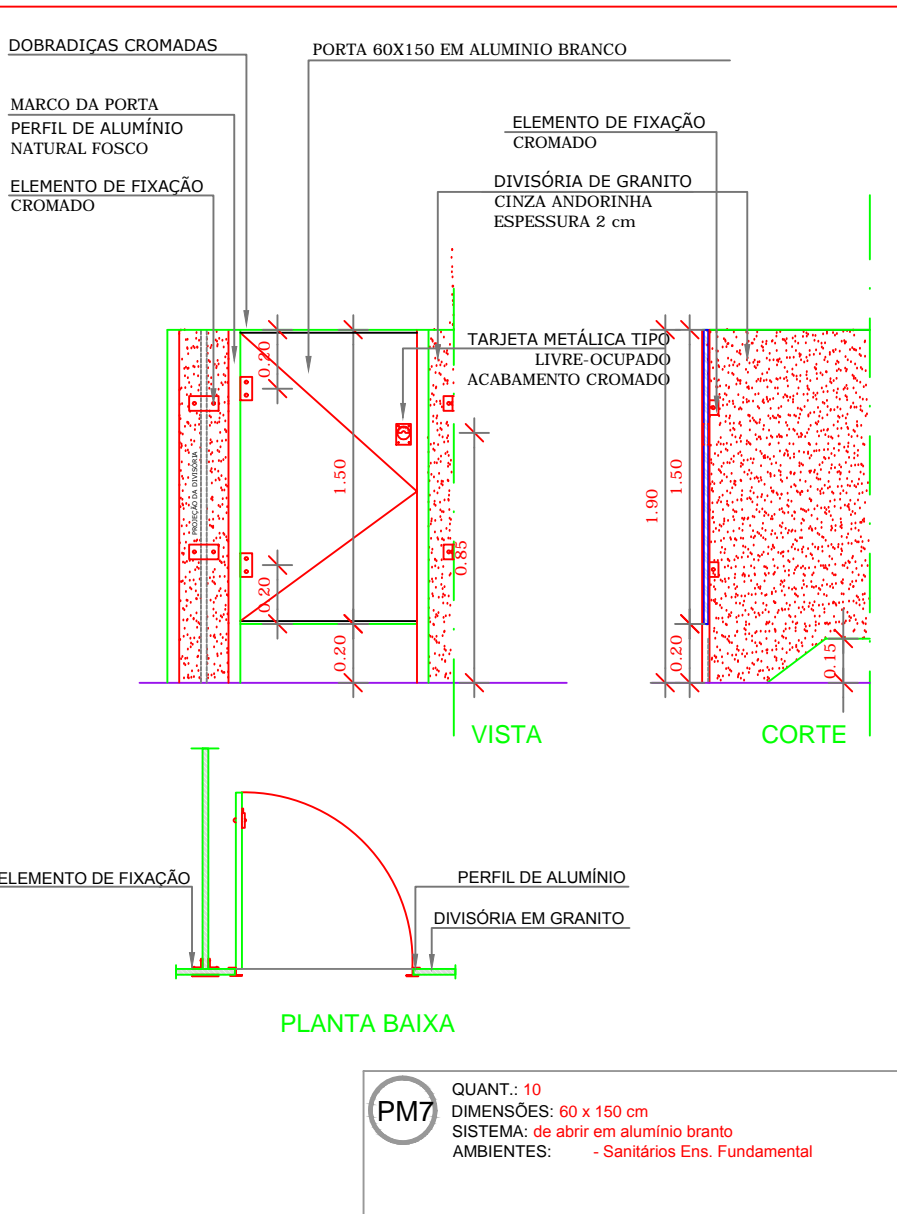 DOBRADIÇAS CROMADAS
PORTA 60X150 EM ALUMINIO BRANCO
MARCO DA PORTA
PERFIL DE ALUMÍNIO
NATURAL FOSCO
ELEMENTO DE FIXAÇÃO
CROMADO
ELEMENTO DE FIXAÇÃO
CROMADO
DIVISÓRIA DE GRANITO
CINZA ANDORINHA
ESPESSURA 2 cm
TARJETA METÁLICA TIPO
LIVRE-OCUPADO
ACABAMENTO CROMADO
0.20
1.50
PROJEÇÃO DA DIVISÓRIA
0.85
0.20
0.20
1.90
1.50
0.20
0.15
VISTA
CORTE
ELEMENTO DE FIXAÇÃO
PERFIL DE ALUMÍNIO
DIVISÓRIA EM GRANITO
PLANTA BAIXA
PM7
QUANT.: 10
DIMENSÕES: 60 x 150 cm
SISTEMA: de abrir em alumínio branto
AMBIENTES: - Sanitários Ens. Fundamental